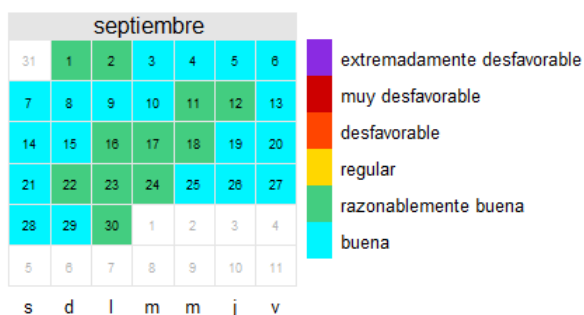 septiembre
31 1 2 3 4 5 6
7 8 9 10 11 12 13
14 15 16 17 18 19 20
21 22 23 24 25 26 27
28 29 30 1 2 3 4
5 6 7 8 9 10 11
s d l m m j v
extremadamente desfavorable
muy desfavorable
desfavorable
regular
razonablemente buena
buena